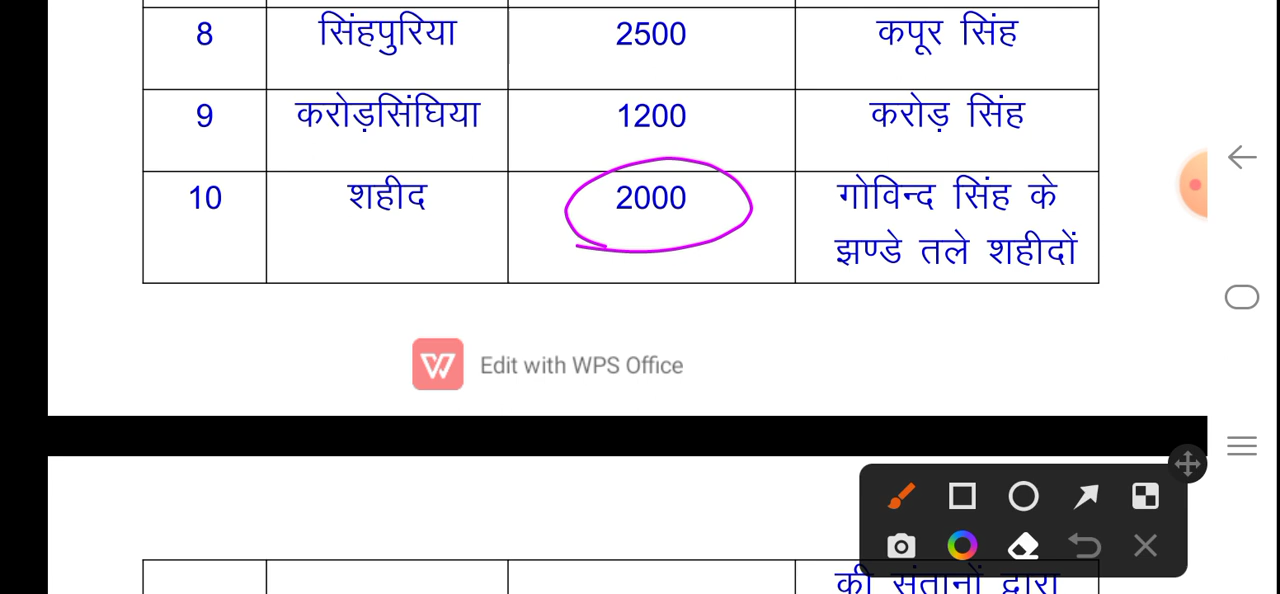 8 सिंहपुरिया 2500 कपूर सिंह
9 करोड़सिंघिया 1200 करोड़ सिंह
10 शहीद 2000 गोविन्द सिंह के
झण्डे तले शहीदों
Edit with WPS Office
की संतानों द्वारा